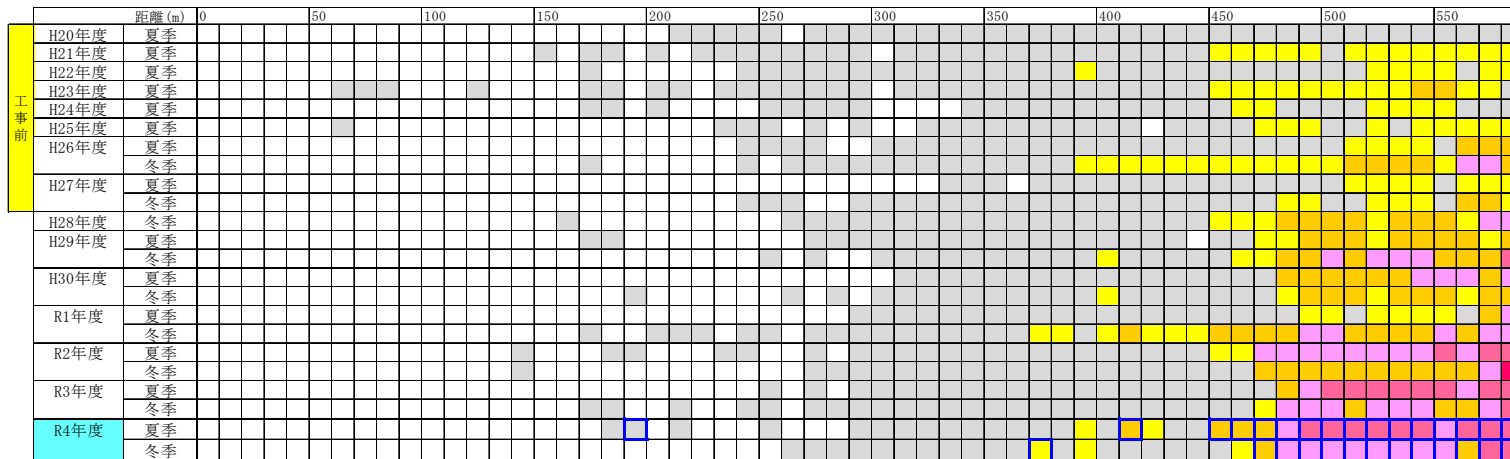 距離(m) 0 50 100 150 200 250 300 350 400 450 500 550
工事前
H20年度 夏季
H21年度 夏季
H22年度 夏季
H23年度 夏季
H24年度 夏季
H25年度 夏季
H26年度 夏季
冬季
H27年度 夏季
冬季
H28年度 冬季
H29年度 夏季
冬季
H30年度 夏季
冬季
R1年度 夏季
冬季
R2年度 夏季
冬季
R3年度 夏季
冬季
R4年度 夏季
冬季